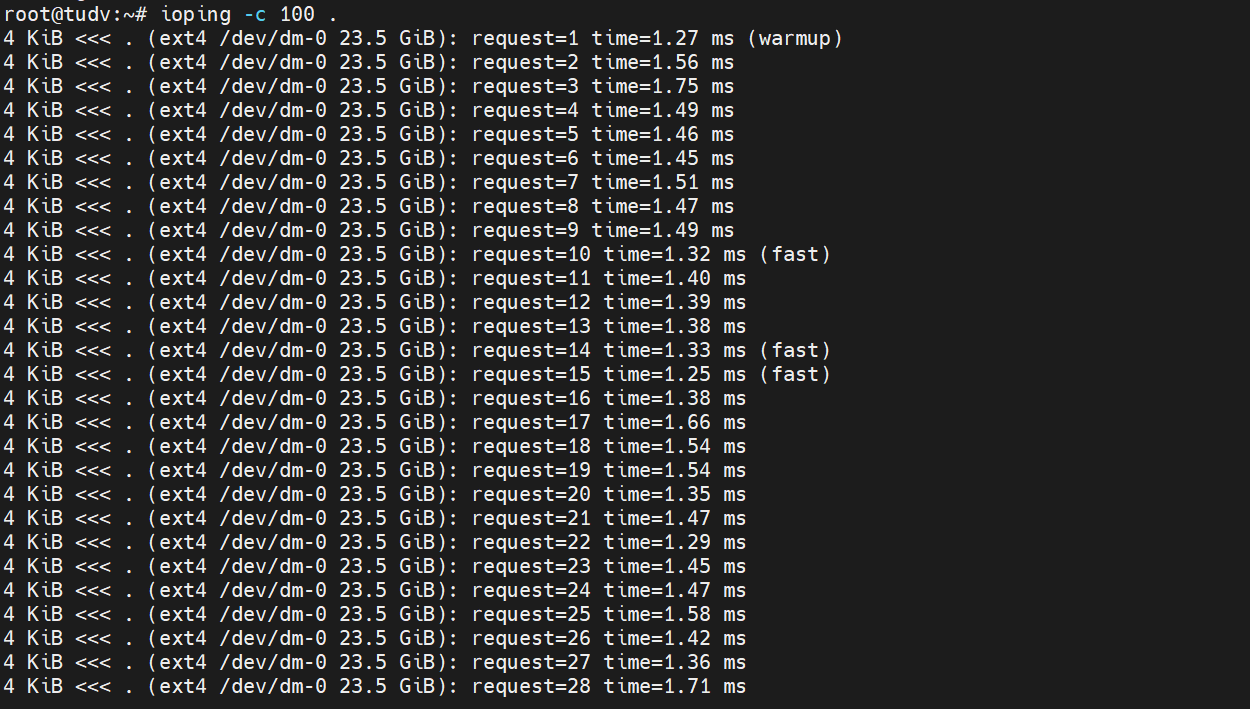 root@tudv:~# ioping -c 100 .
4 KiB <<< . (ext4 /dev/dm-0 23.5 GiB): request=1 time=1.27 ms (warmup)
4 KiB <<< . (ext4 /dev/dm-0 23.5 GiB): request=2 time=1.56 ms
4 KiB <<< . (ext4 /dev/dm-0 23.5 GiB): request=3 time=1.75 ms
4 KiB <<< . (ext4 /dev/dm-0 23.5 GiB): request=4 time=1.49 ms
4 KiB <<< . (ext4 /dev/dm-0 23.5 GiB): request=5 time=1.46 ms
4 KiB <<< . (ext4 /dev/dm-0 23.5 GiB): request=6 time=1.45 ms
4 KiB <<< . (ext4 /dev/dm-0 23.5 GiB): request=7 time=1.51 ms
4 KiB <<< . (ext4 /dev/dm-0 23.5 GiB): request=8 time=1.47 ms
4 KiB <<< . (ext4 /dev/dm-0 23.5 GiB): request=9 time=1.49 ms
4 KiB <<< . (ext4 /dev/dm-0 23.5 GiB): request=10 time=1.32 ms (fast)
4 KiB <<< . (ext4 /dev/dm-0 23.5 GiB): request=11 time=1.40 ms
4 KiB <<< . (ext4 /dev/dm-0 23.5 GiB): request=12 time=1.39 ms
4 KiB <<< . (ext4 /dev/dm-0 23.5 GiB): request=13 time=1.38 ms
4 KiB <<< . (ext4 /dev/dm-0 23.5 GiB): request=14 time=1.33 ms (fast)
4 KiB <<< . (ext4 /dev/dm-0 23.5 GiB): request=15 time=1.25 ms (fast)
4 KiB <<< . (ext4 /dev/dm-0 23.5 GiB): request=16 time=1.38 ms
4 KiB <<< . (ext4 /dev/dm-0 23.5 GiB): request=17 time=1.66 ms
4 KiB <<< . (ext4 /dev/dm-0 23.5 GiB): request=18 time=1.54 ms
4 KiB <<< . (ext4 /dev/dm-0 23.5 GiB): request=19 time=1.54 ms
4 KiB <<< . (ext4 /dev/dm-0 23.5 GiB): request=20 time=1.35 ms
4 KiB <<< . (ext4 /dev/dm-0 23.5 GiB): request=21 time=1.47 ms
4 KiB <<< . (ext4 /dev/dm-0 23.5 GiB): request=22 time=1.29 ms
4 KiB <<< . (ext4 /dev/dm-0 23.5 GiB): request=23 time=1.45 ms
4 KiB <<< . (ext4 /dev/dm-0 23.5 GiB): request=24 time=1.47 ms
4 KiB <<< . (ext4 /dev/dm-0 23.5 GiB): request=25 time=1.58 ms
4 KiB <<< . (ext4 /dev/dm-0 23.5 GiB): request=26 time=1.42 ms
4 KiB <<< . (ext4 /dev/dm-0 23.5 GiB): request=27 time=1.36 ms
4 KiB <<< . (ext4 /dev/dm-0 23.5 GiB): request=28 time=1.71 ms